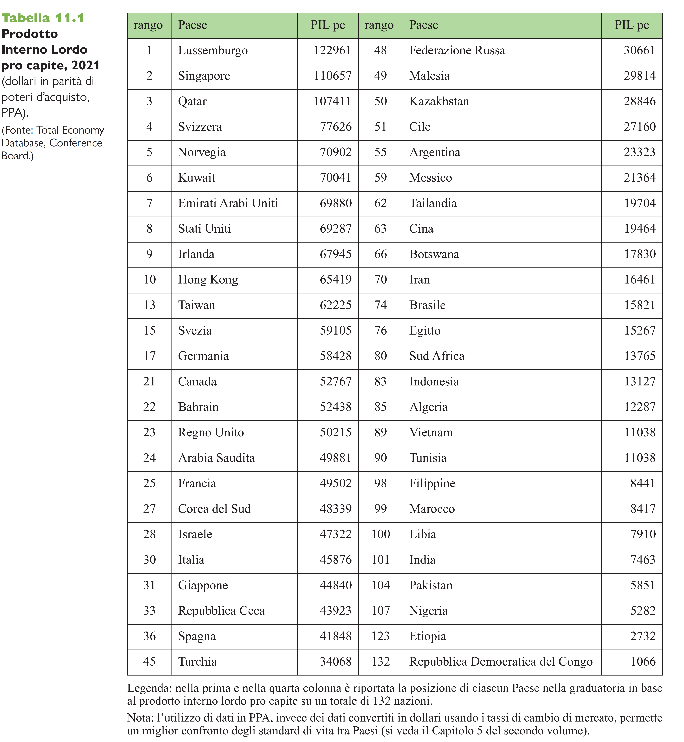 Tabella 11.1
Prodotto
Interno Lordo
pro capite, 2021
(dollari in parità di
poteri d'acquisto,
PPA).
(Fonte: Total Economy
Database, Conference
Board.)
rango Paese PIL pc rango Paese PIL pc
1 Lussemburgo 122961 48 Federazione Russa 30661
2 Singapore 110657 49 Malesia 29814
3 Qatar 107411 50 Kazakhstan 28846
4 Svizzera 77626 51 Cile 27160
5 Norvegia 70902 55 Argentina 23323
6 Kuwait 70041 59 Messico 21364
7 Emirati Arabi Uniti 69880 62 Tailandia 19704
8 Stati Uniti 69287 63 Cina 19464
9 Irlanda 67945 66 Botswana 17830
10 Hong Kong 65419 70 Iran 16461
13 Taiwan 62225 74 Brasile 15821
15 Svezia 59105 76 Egitto 15267
17 Germania 58428 80 Sud Africa 13765
21 Canada 52767 83 Indonesia 13127
22 Bahrain 52438 85 Algeria 12287
23 Regno Unito 50215 89 Vietnam 11038
24 Arabia Saudita 49881 90 Tunisia 11038
25 Francia 49502 98 Filippine 8441
27 Corea del Sud 48339 99 Marocco 8417
28 Israele 47322 100 Libia 7910
30 Italia 45876 101 India 7463
31 Giappone 44840 104 Pakistan 5851
33 Repubblica Ceca 43923 107 Nigeria 5282
36 Spagna 41848 123 Etiopia 2732
45 Turchia 34068 132 Repubblica Democratica del Congo 1066
Legenda: nella prima e nella quarta colonna è riportata la posizione di ciascun Paese nella graduatoria in base
al prodotto interno lordo pro capite su un totale di 132 nazioni.
Nota: l'utilizzo di dati in PPA, invece dei dati convertiti in dollari usando i tassi di cambio di mercato, permette
un miglior confronto degli standard di vita tra Paesi (si veda il Capitolo 5 del secondo volume).